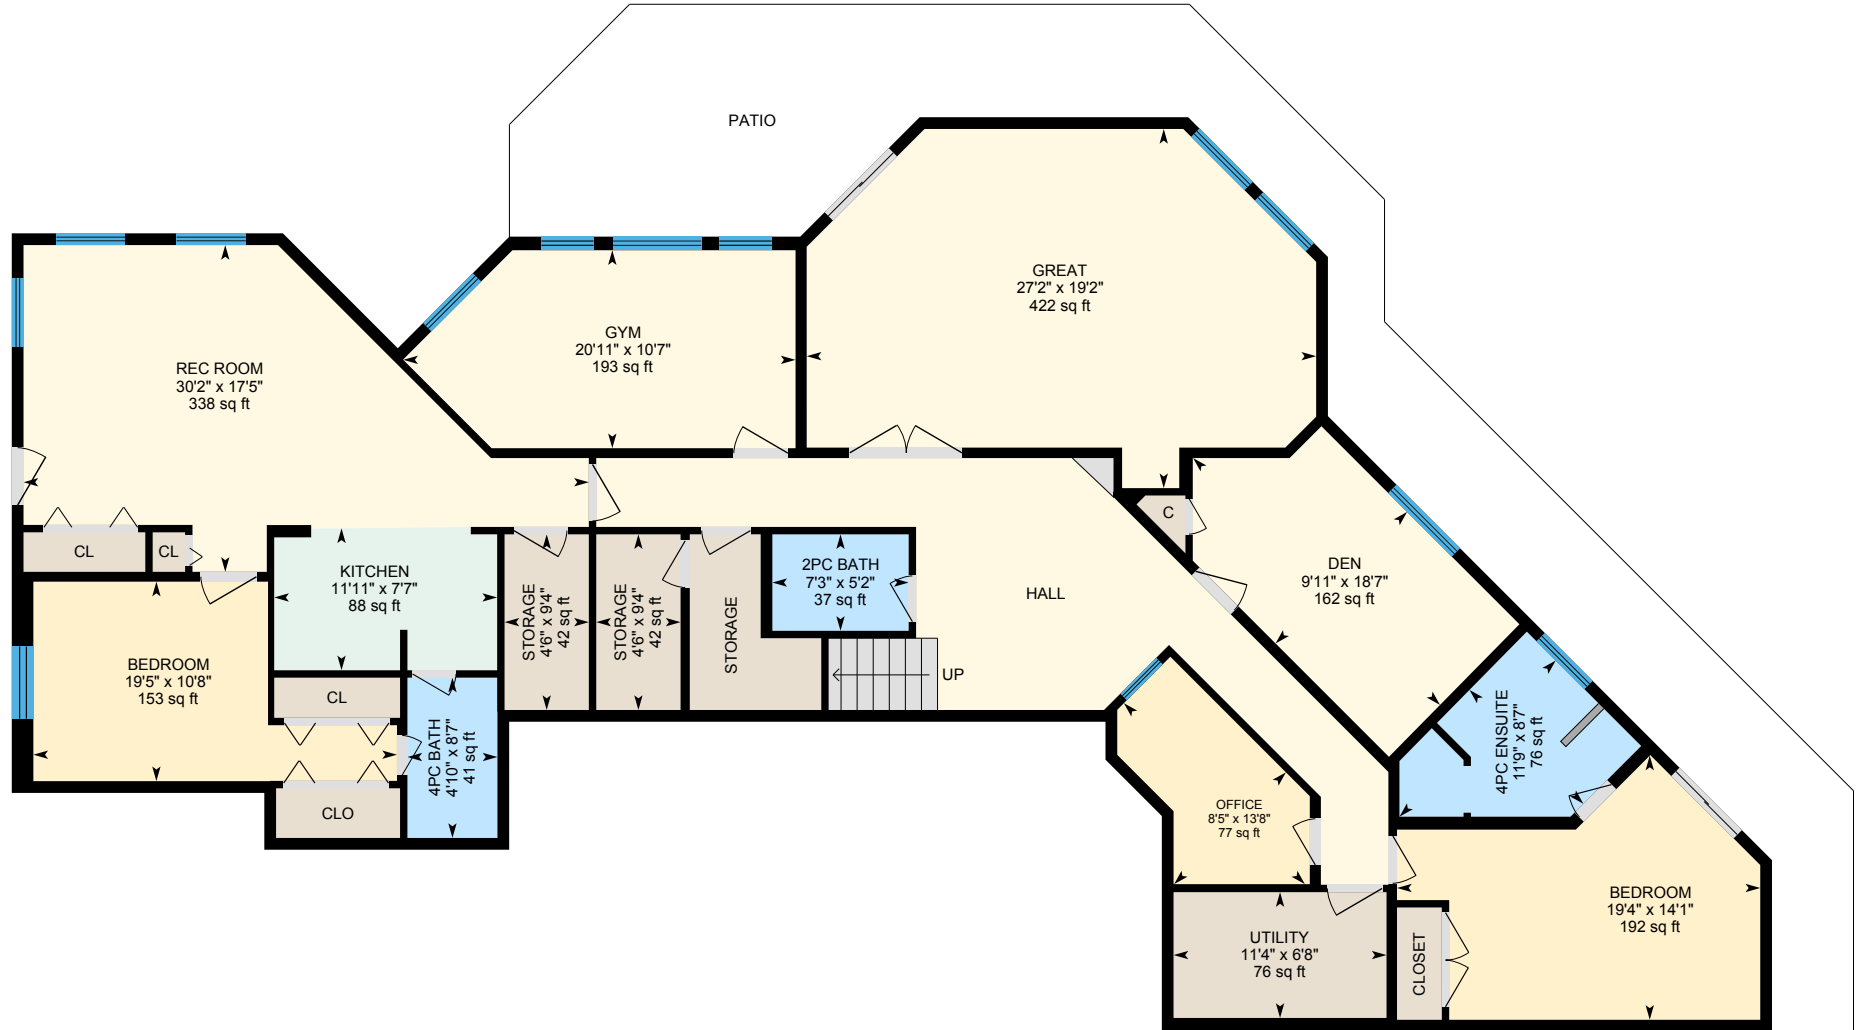 PATIO
GREAT
27'2" x 19'2"
422 sq ft
GYM
20'11" x 10'7"
193 sq ft
REC ROOM
30'2" x 17'5"
338 sq ft
CL
CL
KITCHEN
11'11" x 7'7"
88 sq ft
STORAGE
4'6" x 9'4"
42 sq ft
STORAGE
4'6" x 9'4"
42 sq ft
STORAGE
2PC BATH
7'3" x 5'2"
37 sq ft
HALL
C
DEN
9'11" x 18'7"
162 sq ft
UP
BEDROOM
19'5" x 10'8"
153 sq ft
CL
4PC BATH
4'10" x 8'7"
41 sq ft
CLO
4PC ENSUITE
11'9" x 8'7"
76 sq ft
OFFICE
8'5" x 13'8"
77 sq ft
BEDROOM
19'4" x 14'1"
192 sq ft
UTILITY
11'4" x 6'8"
76 sq ft
CLOSET